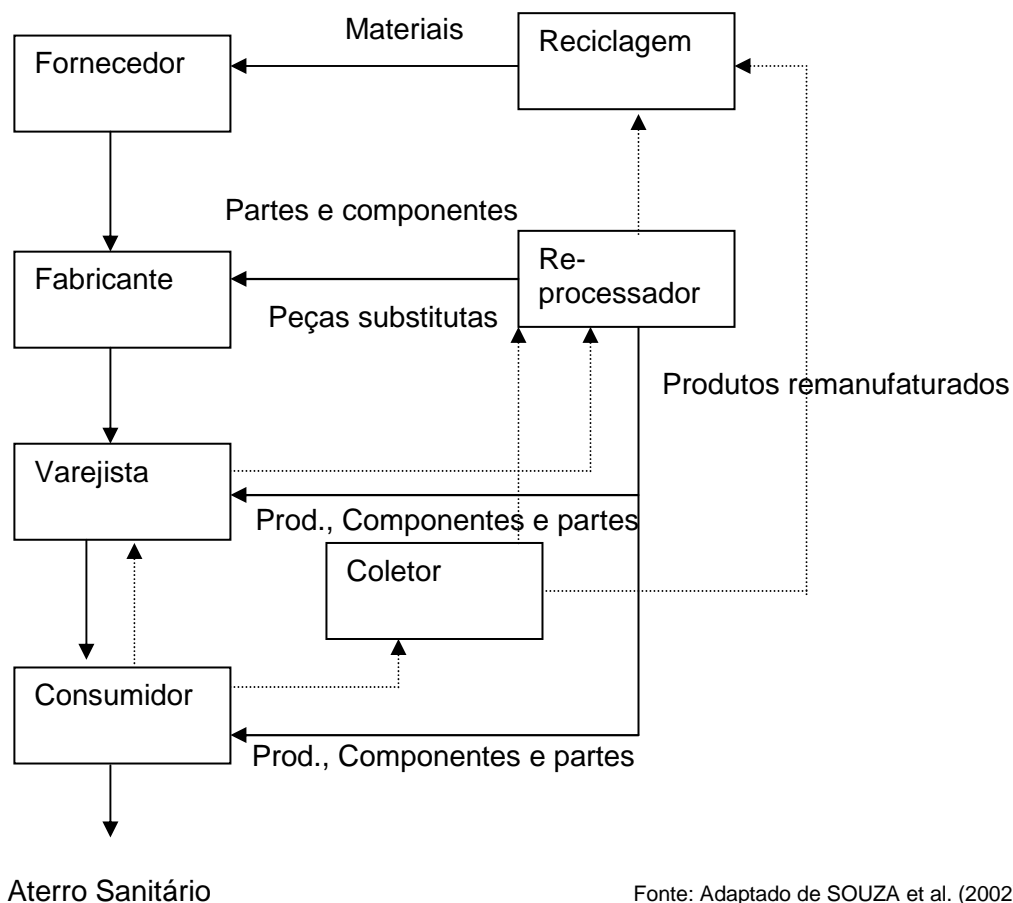 Materiais
Reciclagem
Fornecedor
Partes e componentes
Re-
processador
Fabricante
Peças substitutas
Produtos remanufaturados
Varejista
Prod., Componentes e partes
Coletor
Consumidor
Prod., Componentes e partes
Aterro Sanitário
Fonte: Adaptado de SOUZA et al. (2002